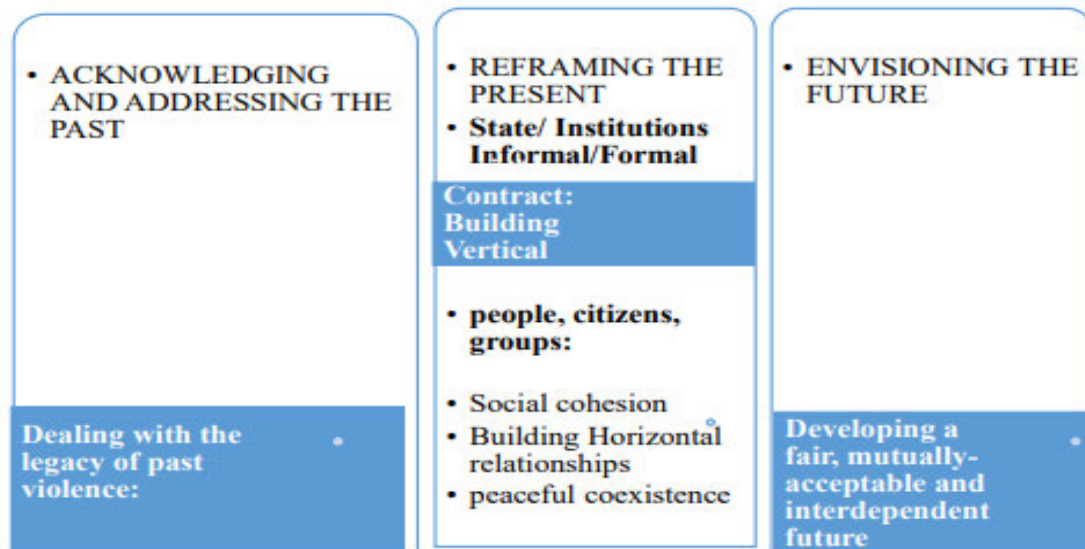 • ACKNOWLEDGING
AND ADDRESSING THE
PAST
Dealing with the
legacy of past
violence:
• REFRAMING THE
PRESENT
• State/ Institutions
Informal/Formal
Contract:
Building
Vertical
• people, citizens,
groups:
• Social cohesion
• Building Horizontal
relationships
• peaceful coexistence
• ENVISIONING THE
FUTURE
Developing a
fair, mutually-
acceptable and
interdependent
future